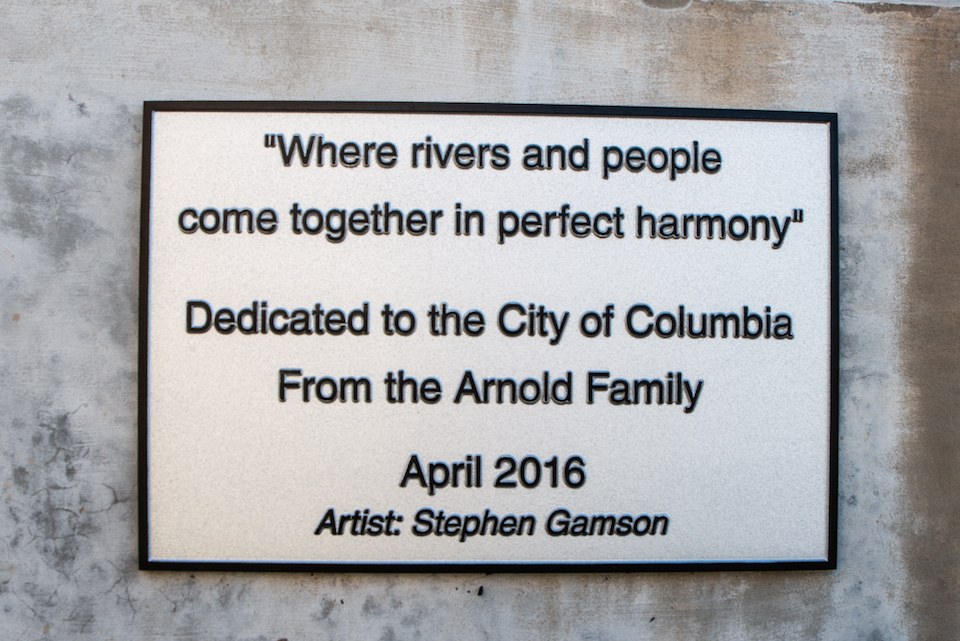 "Where rivers and people
come together in perfect harmony"
Dedicated to the City of Columbia
From the Arnold Family
April 2016
Artist: Stephen Gamson